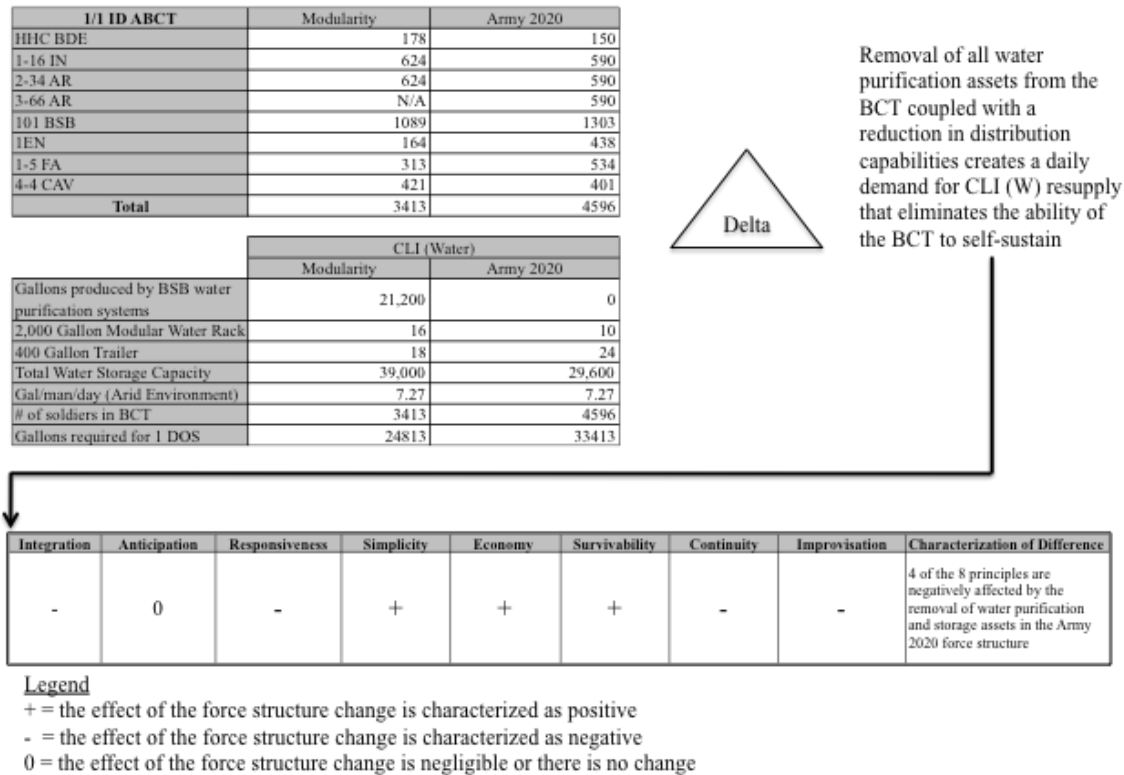 1/1 ID ABCT Modularity Army 2020
HHC BDE 178 150
1-16 IN 624 590
2-34 AR 624 590
3-66 AR N/A 590
101 BSB 1089 1303
1EN 164 438
1-5 FA 313 534
4-4 CAV 421 401
Total 3413 4596
Removal of all water
purification assets from the
BCT coupled with a
reduction in distribution
capabilities creates a daily
demand for CLI (W) resupply
that eliminates the ability of
the BCT to self-sustain
Delta
CLI (Water)
Modularity Army 2020
Gallons produced by BSB water
purification systems 21,200 0
2,000 Gallon Modular Water Rack 16 10
400 Gallon Trailer 18 24
Total Water Storage Capacity 39,000 29,600
Gal/man/day (Arid Environment) 7.27 7.27
# of soldiers in BCT 3413 4596
Gallons required for 1 DOS 24813 33413
Integration Anticipation Responsiveness Simplicity Economy Survivability Continuity Improvisation Characterization of Difference
- 0 - + + + - -
4 of the 8 principles are
negatively affected by the
removal of water purification
and storage assets in the Army
2020 force structure
Legend
+ = the effect of the force structure change is characterized as positive
- = the effect of the force structure change is characterized as negative
0 = the effect of the force structure change is negligible or there is no change